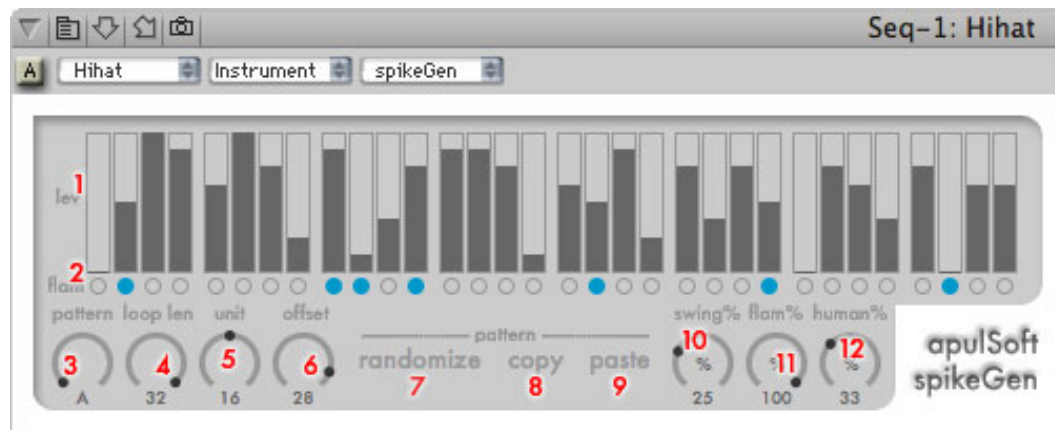 Seq-1: Hihat
A Hihat Instrument spikeGen
1
lev
2
flam
pattern loop len unit offset pattern swing% flam% human%
3 4 5 6 randomize copy paste 10 % 11 % 12 %
7 8 9
A 32 16 28 25 100 33
apulSoft
spikeGen